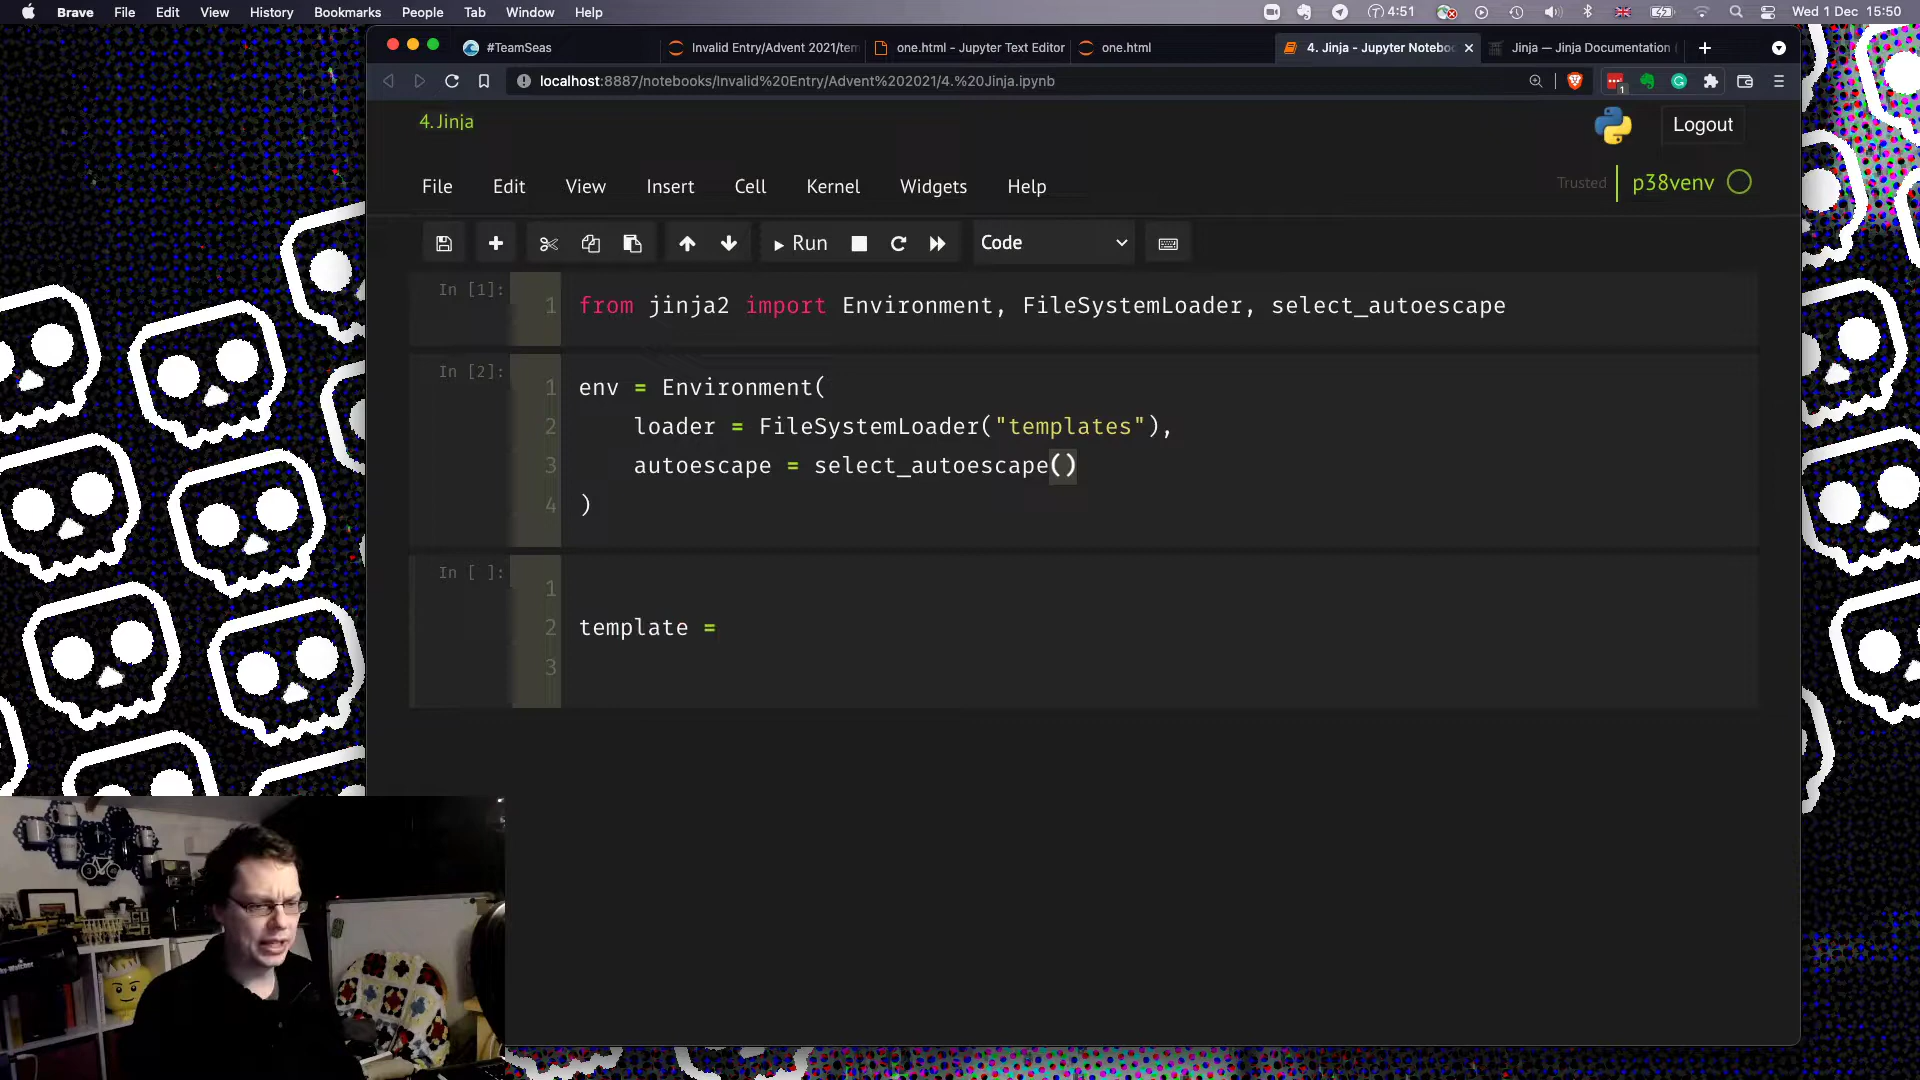 Brave File Edit View History Bookmarks People Tab Window Help 4:51 Wed 1 Dec 15:50
#TeamSeas Invalid Entry/Advent 2021/tem one.html - Jupyter Text Editor one.html 4. Jinja - Jupyter Notebo Jinja — Jinja Documentation
localhost:8887/notebooks/Invalid%20Entry/Advent%202021/4.%20Jinja.ipynb 1
4. Jinja Logout
File Edit View Insert Cell Kernel Widgets Help Trusted p38venv
Run Code
In [1]:
1 from jinja2 import Environment, FileSystemLoader, select_autoescape
In [2]:
1 env = Environment(
2 loader = FileSystemLoader("templates"),
3 autoescape = select_autoescape()
4 )
In [ ]:
1
2 template =
3